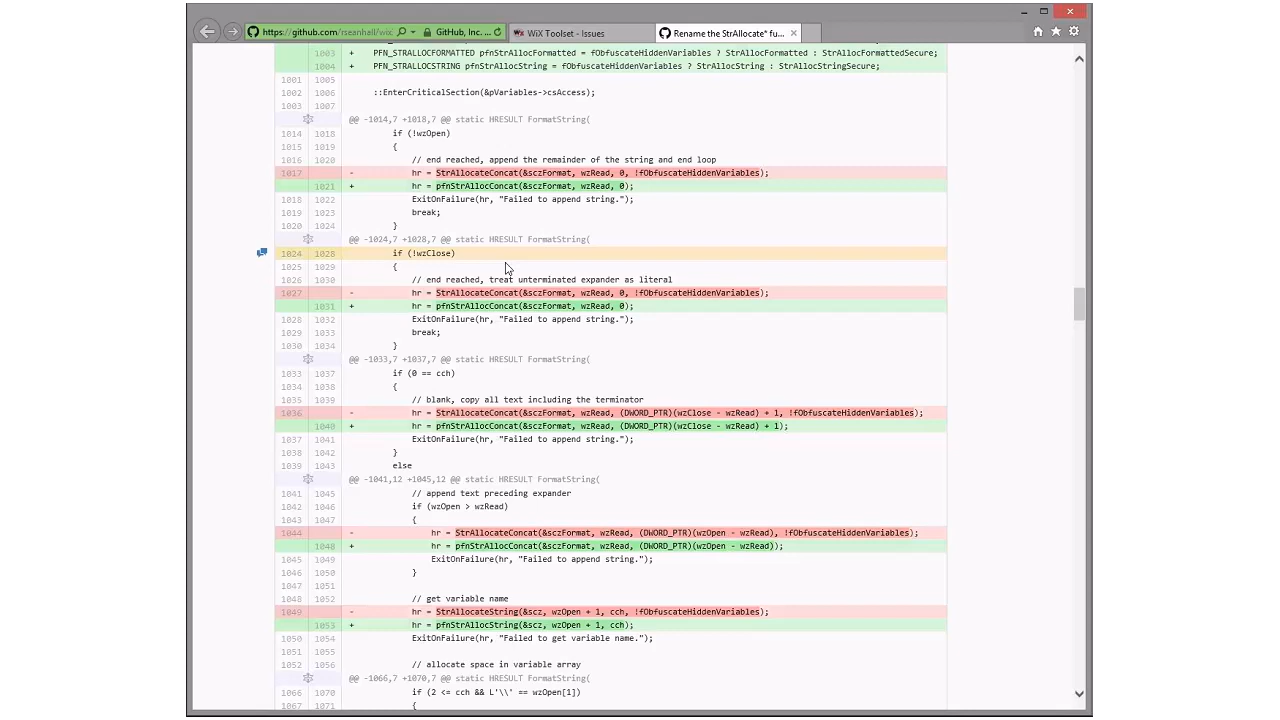 https://github.com/rseanhall/wix GitHub, Inc. ... WiX Toolset - Issues Rename the StrAllocate* fu...
1003 + PFN_STRALLOCFORMATTED pfnStrAllocFormatted = fObfuscateHiddenVariables ? StrAllocFormatted : StrAllocFormattedSecure;
1004 + PFN_STRALLOCSTRING pfnStrAllocString = fObfuscateHiddenVariables ? StrAllocString : StrAllocStringSecure;
1001 1005
1002 1006 ::EnterCriticalSection(&pVariables->csAccess);
1003 1007
@@ -1014,7 +1018,7 @@ static HRESULT FormatString(
1014 1018 if (!wzOpen)
1015 1019 {
1016 1020 // end reached, append the remainder of the string and end loop
1017 - hr = StrAllocateConcat(&sczFormat, wzRead, 0, !fObfuscateHiddenVariables);
1021 + hr = pfnStrAllocConcat(&sczFormat, wzRead, 0);
1018 1022 ExitOnFailure(hr, "Failed to append string.");
1019 1023 break;
1020 1024 }
@@ -1024,7 +1028,7 @@ static HRESULT FormatString(
1024 1028 if (!wzClose)
1025 1029 {
1026 1030 // end reached, treat unterminated expander as literal
1027 - hr = StrAllocateConcat(&sczFormat, wzRead, 0, !fObfuscateHiddenVariables);
1031 + hr = pfnStrAllocConcat(&sczFormat, wzRead, 0);
1028 1032 ExitOnFailure(hr, "Failed to append string.");
1029 1033 break;
1030 1034 }
@@ -1033,7 +1037,7 @@ static HRESULT FormatString(
1033 1037 if (0 == cch)
1034 1038 {
1035 1039 // blank, copy all text including the terminator
1036 - hr = StrAllocateConcat(&sczFormat, wzRead, (DWORD_PTR)(wzClose - wzRead) + 1, !fObfuscateHiddenVariables);
1040 + hr = pfnStrAllocConcat(&sczFormat, wzRead, (DWORD_PTR)(wzClose - wzRead) + 1);
1037 1041 ExitOnFailure(hr, "Failed to append string.");
1038 1042 }
1039 1043 else
@@ -1041,12 +1045,12 @@ static HRESULT FormatString(
1041 1045 // append text preceding expander
1042 1046 if (wzOpen > wzRead)
1043 1047 {
1044 - hr = StrAllocateConcat(&sczFormat, wzRead, (DWORD_PTR)(wzOpen - wzRead), !fObfuscateHiddenVariables);
1048 + hr = pfnStrAllocConcat(&sczFormat, wzRead, (DWORD_PTR)(wzOpen - wzRead));
1045 1049 ExitOnFailure(hr, "Failed to append string.");
1046 1050 }
1047 1051
1048 1052 // get variable name
1049 - hr = StrAllocateString(&scz, wzOpen + 1, cch, !fObfuscateHiddenVariables);
1053 + hr = pfnStrAllocString(&scz, wzOpen + 1, cch);
1050 1054 ExitOnFailure(hr, "Failed to get variable name.");
1051 1055
1052 1056 // allocate space in variable array
@@ -1066,7 +1070,7 @@ static HRESULT FormatString(
1066 1070 if (2 <= cch && L'\\' == wzOpen[1])
1067 1071 {